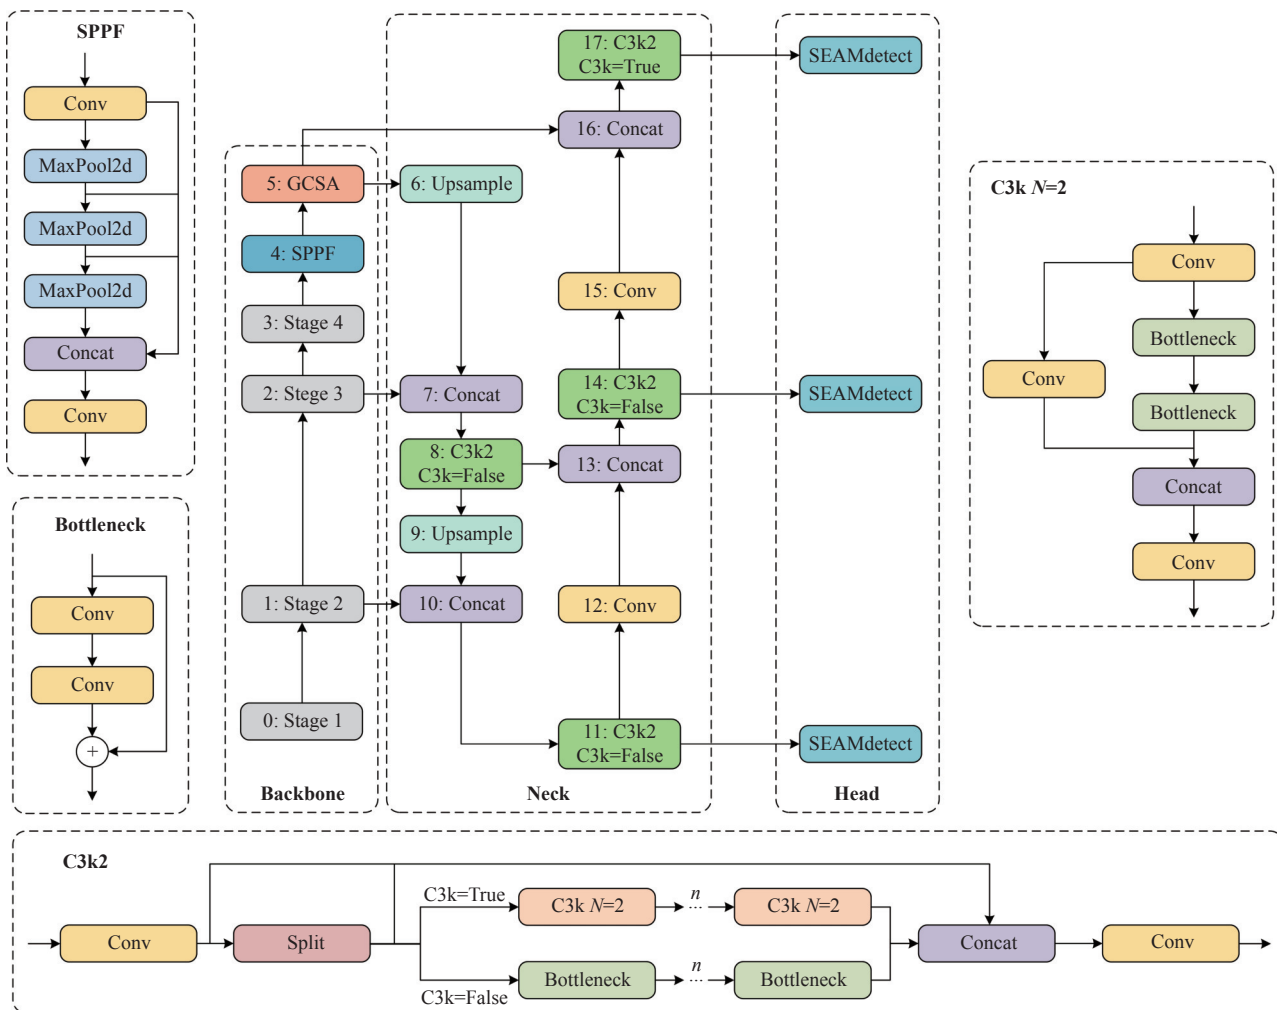 SPPF
Conv
MaxPool2d
MaxPool2d
MaxPool2d
Concat
Conv
Bottleneck
Conv
Conv
+
5: GCSA
4: SPPF
3: Stage 4
2: Stege 3
1: Stage 2
0: Stage 1
Backbone
6: Upsample
7: Concat
8: C3k2
C3k=False
9: Upsample
10: Concat
17: C3k2
C3k=True
16: Concat
15: Conv
14: C3k2
C3k=False
13: Concat
12: Conv
11: C3k2
C3k=False
Neck
SEAMdetect
SEAMdetect
SEAMdetect
Head
C3k N=2
Conv
Bottleneck
Conv
Bottleneck
Concat
Conv
C3k2
Conv
Split
C3k=True
C3k N=2
n
...
C3k N=2
C3k=False
Bottleneck
n
...
Bottleneck
Concat
Conv